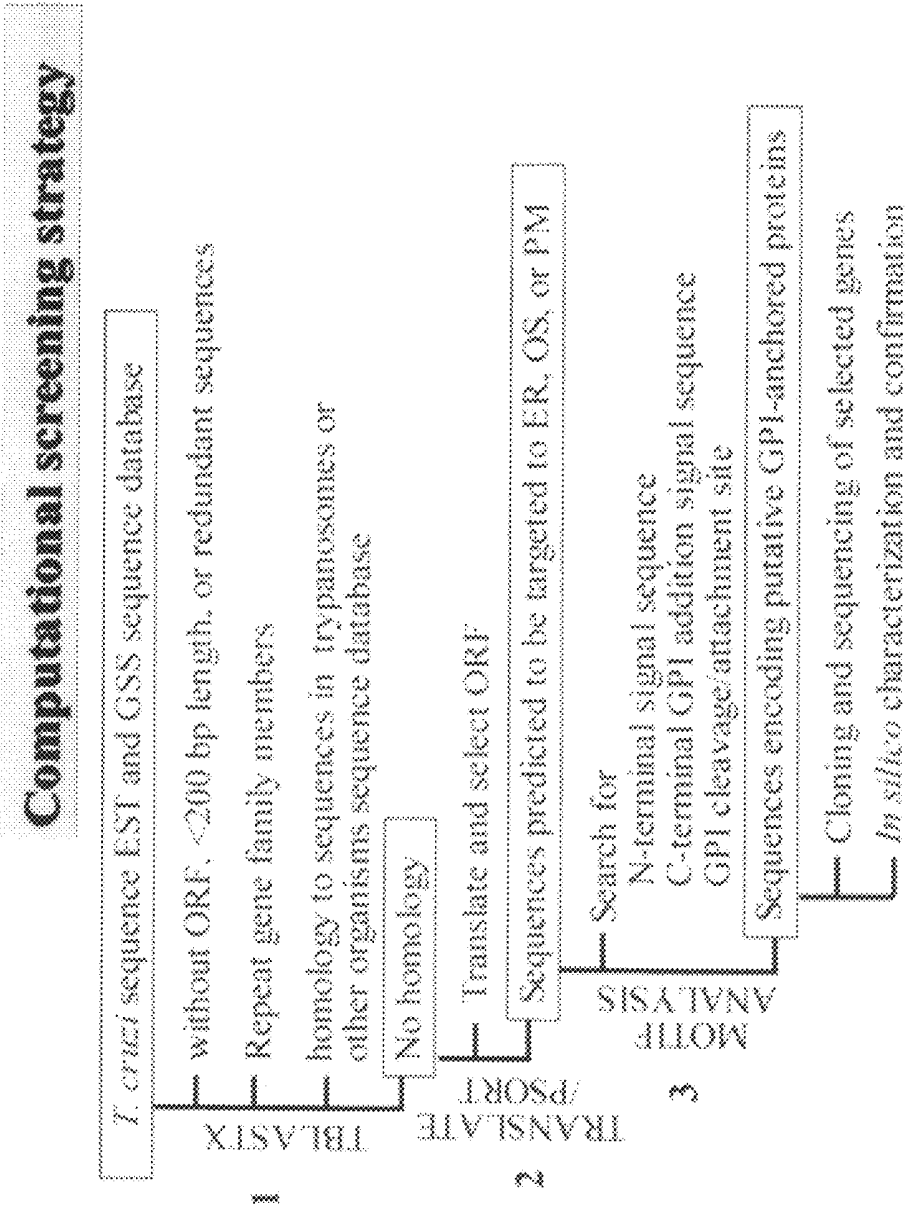 Computational screening strategy
T. cruzi sequence EST and GSS sequence database
1
TBLASTX
without ORF, <200 bp length, or redundant sequences
Repeat gene family members
homology to sequences in trypanosomes or
other organisms sequence database
No homology
2
TRANSLATE
/PSORT
Translate and select ORF
Sequences predicted to be targeted to ER, OS, or PM
3
MOTIF
ANALYSIS
Search for
N-terminal signal sequence
C-terminal GPI addition signal sequence
GPI cleavage/attachment site
Sequences encoding putative GPI-anchored proteins
Cloning and sequencing of selected genes
In silico characterization and confirmation